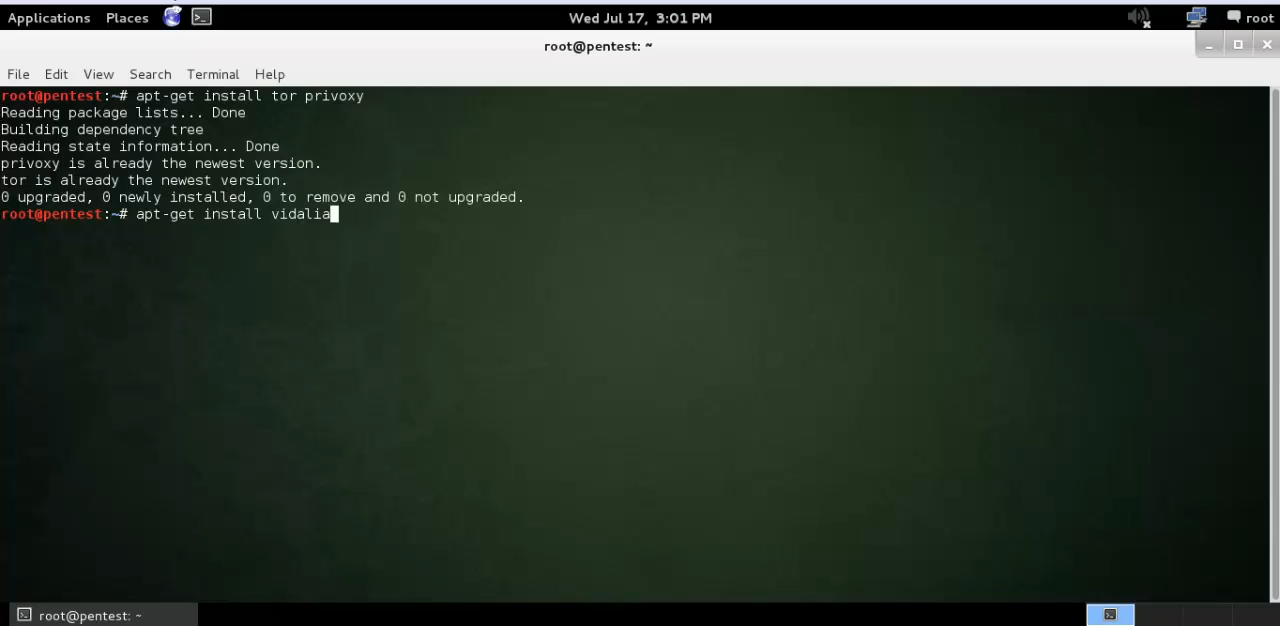 Applications Places Wed Jul 17, 3:01 PM root
root@pentest: ~
File Edit View Search Terminal Help
root@pentest:~# apt-get install tor privoxy
Reading package lists... Done
Building dependency tree
Reading state information... Done
privoxy is already the newest version.
tor is already the newest version.
0 upgraded, 0 newly installed, 0 to remove and 0 not upgraded.
root@pentest:~# apt-get install vidalia
root@pentest: ~